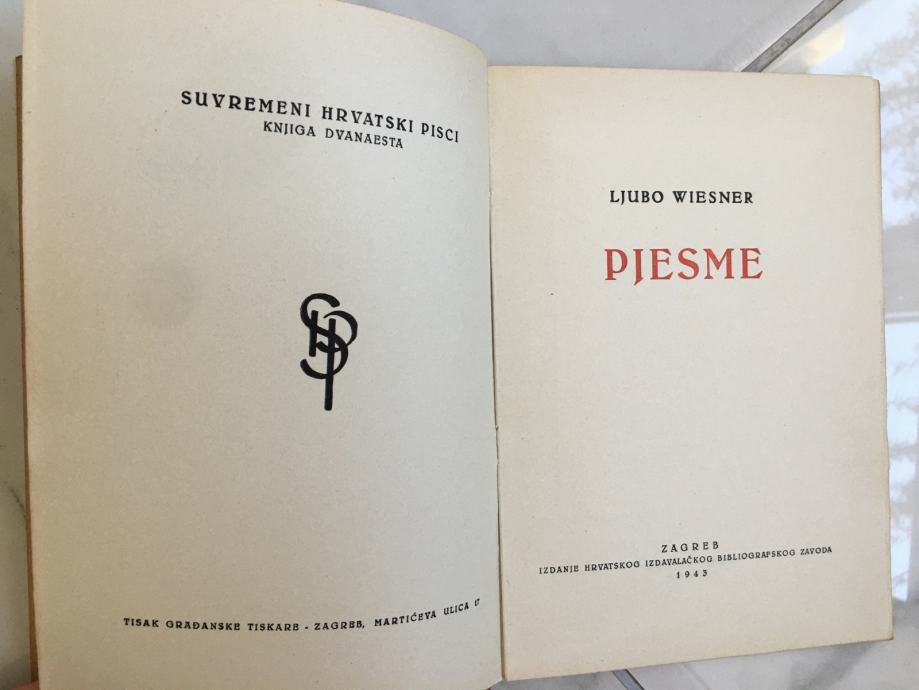 SUVREMENI HRVATSKI PISCI
KNJIGA DVANAESTA
SHP
TISAK GRAĐANSKE TISKARE - ZAGREB, MARTIĆEVA ULICA 17
LJUBO WIESNER
PJESME
ZAGREB
IZDANJE HRVATSKOG IZDAVALAČKOG BIBLIOGRAFSKOG ZAVODA
1943